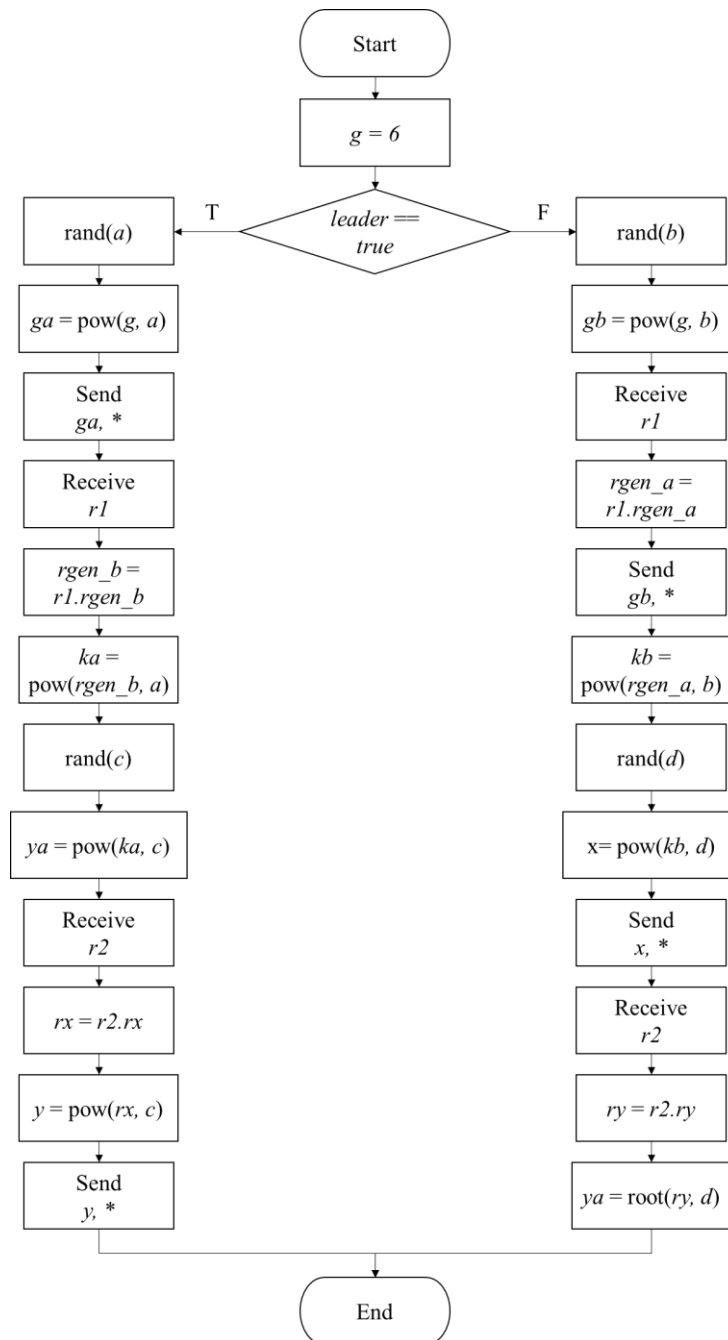 Start
g = 6
leader ==
true
T
F
rand(a)
ga = pow(g, a)
Send
ga, *
Receive
r1
rgen_b =
r1.rgen_b
ka =
pow(rgen_b, a)
rand(c)
ya = pow(ka, c)
Receive
r2
rx = r2.rx
y = pow(rx, c)
Send
y, *
rand(b)
gb = pow(g, b)
Receive
r1
rgen_a =
r1.rgen_a
Send
gb, *
kb =
pow(rgen_a, b)
rand(d)
x= pow(kb, d)
Send
x, *
Receive
r2
ry = r2.ry
ya = root(ry, d)
End